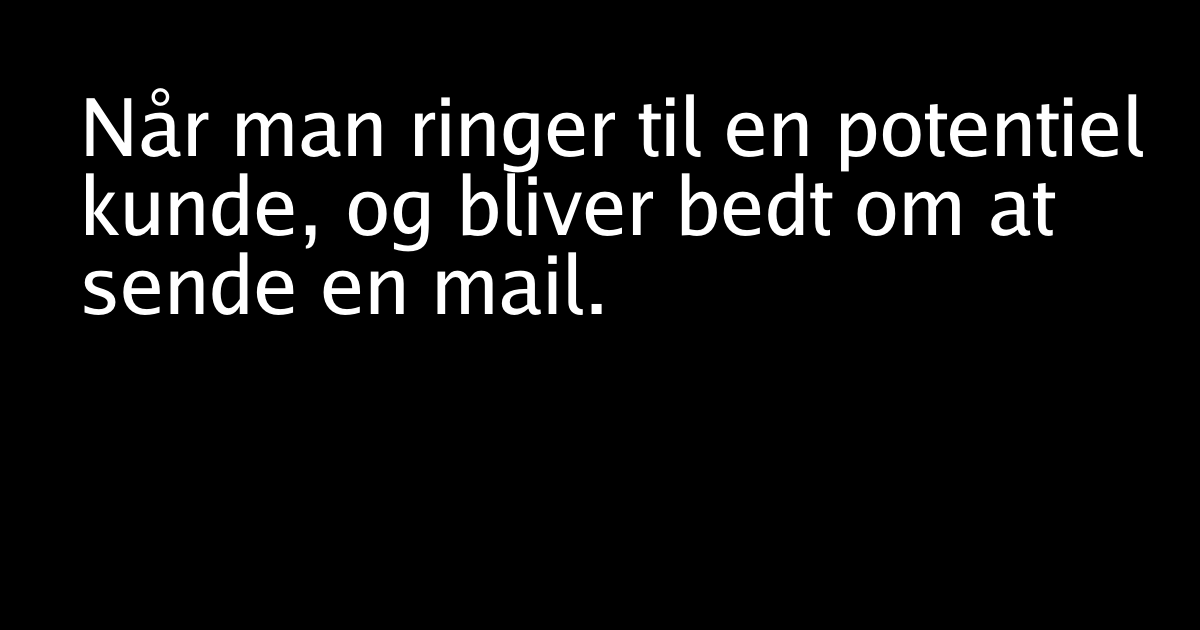 Når man ringer til en potentiel
kunde, og bliver bedt om at
sende en mail.